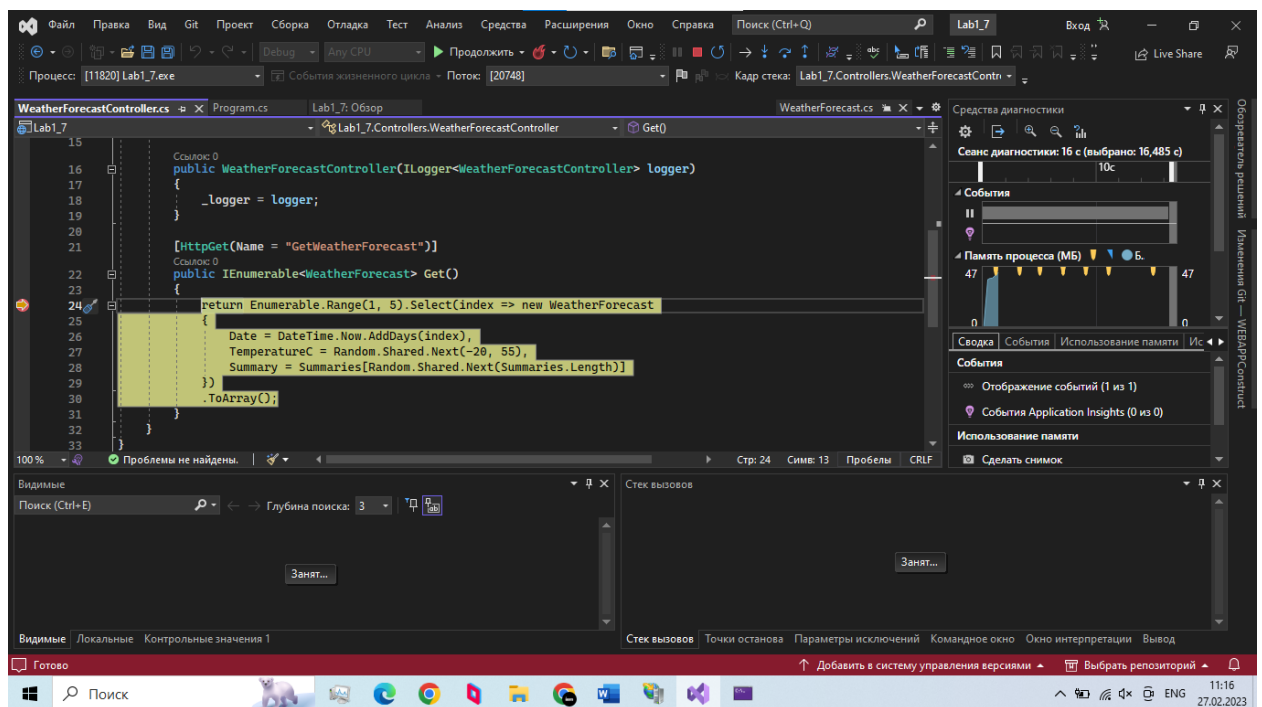 Файл Правка Вид Git Проект Сборка Отладка Тест Анализ Средства Расширения Окно Справка Поиск (Ctrl+Q) Lab1_7 Вход
Debug Any CPU Продолжить Live Share
Процесс: [11820] Lab1_7.exe События жизненного цикла Поток: [20748] Кадр стека: Lab1_7.Controllers.WeatherForecastContr
WeatherForecastController.cs Program.cs Lab1_7: Обзор WeatherForecast.cs
Lab1_7 Lab1_7.Controllers.WeatherForecastController Get()
15
Ссылок: 0
16 public WeatherForecastController(ILogger<WeatherForecastController> logger)
17 {
18 _logger = logger;
19 }
20
21 [HttpGet(Name = "GetWeatherForecast")]
Ссылок: 0
22 public IEnumerable<WeatherForecast> Get()
23 {
24 return Enumerable.Range(1, 5).Select(index => new WeatherForecast
25 {
26 Date = DateTime.Now.AddDays(index),
27 TemperatureC = Random.Shared.Next(-20, 55),
28 Summary = Summaries[Random.Shared.Next(Summaries.Length)]
29 })
30 .ToArray();
31 }
32 }
33 }
100 % Проблемы не найдены. Стр: 24 Симв: 13 Пробелы CRLF
Средства диагностики
Сеанс диагностики: 16 с (выбрано: 16,485 с)
10с
События
Память процесса (МБ) Б.
47 47
0 0
Сводка События Использование памяти Ис
События
Отображение событий (1 из 1)
События Application Insights (0 из 0)
Использование памяти
Сделать снимок
Обозреватель решений
Изменения Git — WEBAPPConstruct
Видимые
Поиск (Ctrl+E) Глубина поиска: 3
Занят...
Видимые Локальные Контрольные значения 1
Стек вызовов
Занят...
Стек вызовов Точки останова Параметры исключений Командное окно Окно интерпретации Вывод
Готово Добавить в систему управления версиями Выбрать репозиторий
Поиск ENG 11:16
27.02.2023